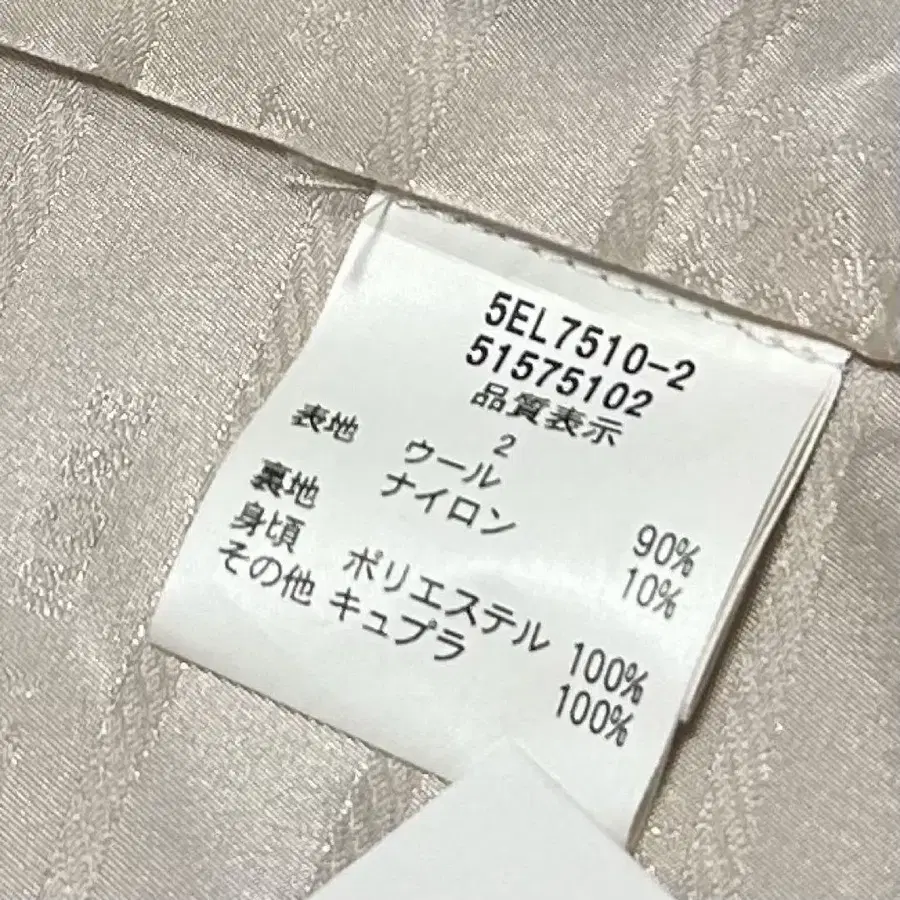 5EL7510-2
51575102
品質表示
2
表地 ウール 90%
ナイロン 10%
裏地
身頃 ポリエステル 100%
その他 キュプラ 100%